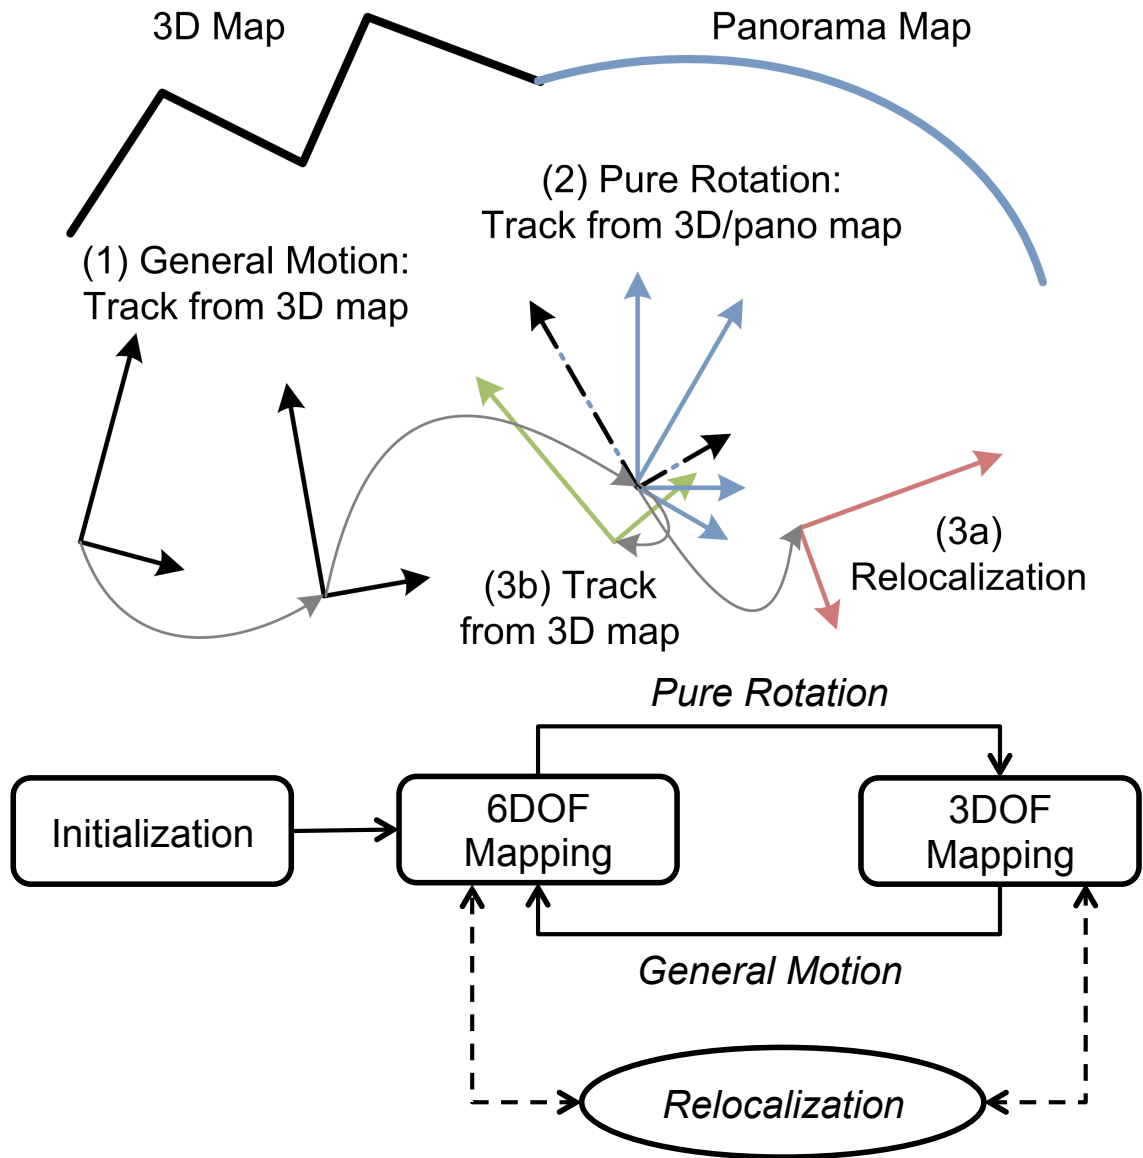 3D Map
Panorama Map
(2) Pure Rotation:
Track from 3D/pano map
(1) General Motion:
Track from 3D map
(3a)
Relocalization
(3b) Track
from 3D map
Pure Rotation
Initialization
6DOF
Mapping
3DOF
Mapping
General Motion
Relocalization